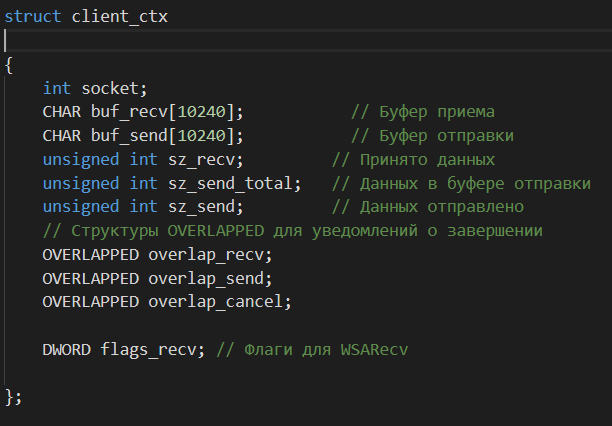 struct client_ctx
{
int socket;
CHAR buf_recv[10240]; // Буфер приема
CHAR buf_send[10240]; // Буфер отправки
unsigned int sz_recv; // Принято данных
unsigned int sz_send_total; // Данных в буфере отправки
unsigned int sz_send; // Данных отправлено
// Структуры OVERLAPPED для уведомлений о завершении
OVERLAPPED overlap_recv;
OVERLAPPED overlap_send;
OVERLAPPED overlap_cancel;
DWORD flags_recv; // Флаги для WSARecv
};